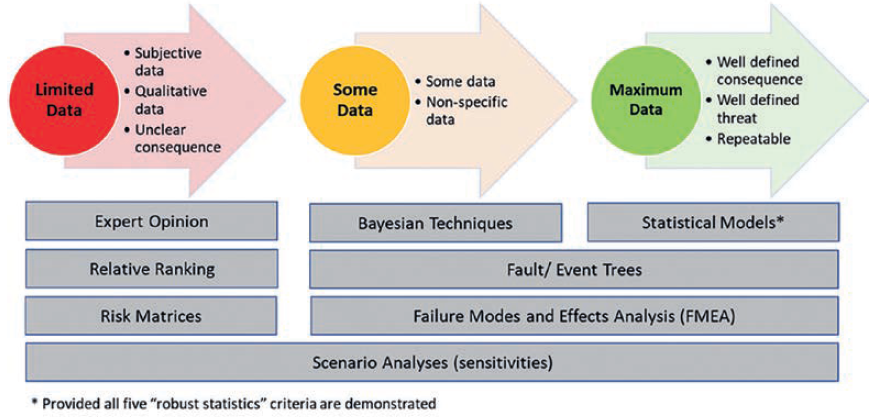 Limited
Data
• Subjective
data
• Qualitative
data
• Unclear
consequence
Some
Data
• Some data
• Non-specific
data
Maximum
Data
• Well defined
consequence
• Well defined
threat
• Repeatable
Expert Opinion
Bayesian Techniques
Statistical Models*
Relative Ranking
Fault/ Event Trees
Risk Matrices
Failure Modes and Effects Analysis (FMEA)
Scenario Analyses (sensitivities)
* Provided all five “robust statistics” criteria are demonstrated